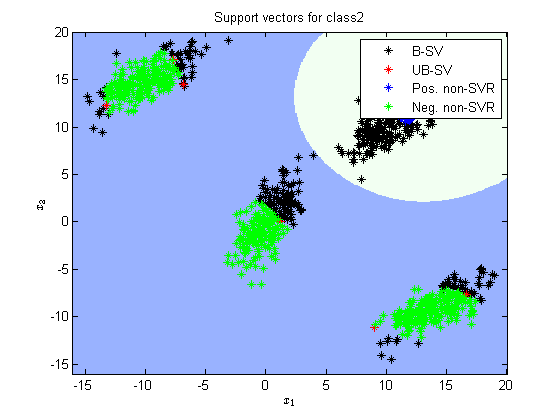 Support vectors for class2
B-SV
UB-SV
Pos. non-SVR
Neg. non-SVR
20
15
10
5
0
-5
-10
-15
x₂
-15 -10 -5 0 5 10 15 20
x₁